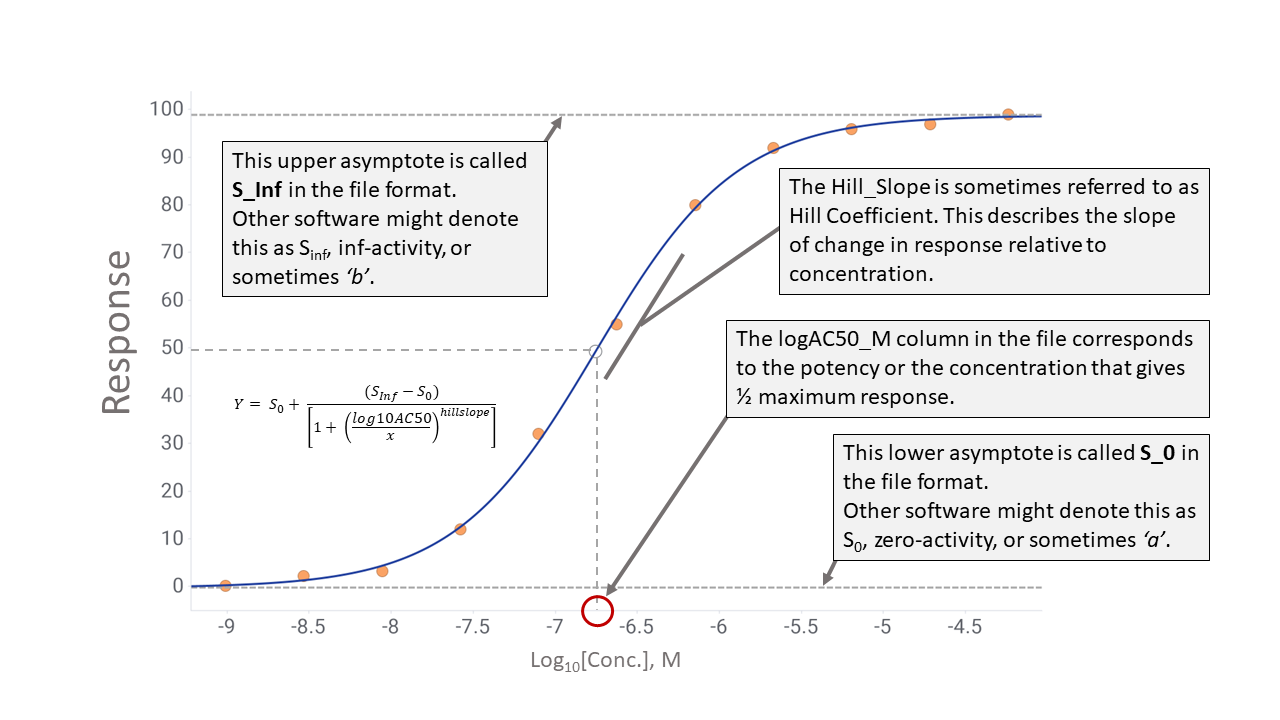 100
90
80
70
60
50
40
30
20
10
0
Response
This upper asymptote is called
S_Inf in the file format.
Other software might denote
this as Sinf, inf-activity, or
sometimes ‘b’.
The Hill_Slope is sometimes referred to as
Hill Coefficient. This describes the slope
of change in response relative to
concentration.
The logAC50_M column in the file corresponds
to the potency or the concentration that gives
½ maximum response.
Y = S0 + (SInf − S0) / [1 + (log10AC50 / x)^hillslope]
This lower asymptote is called S_0 in
the file format.
Other software might denote this as
S0, zero-activity, or sometimes ‘a’.
-9 -8.5 -8 -7.5 -7 -6.5 -6 -5.5 -5 -4.5
Log10[Conc.], M